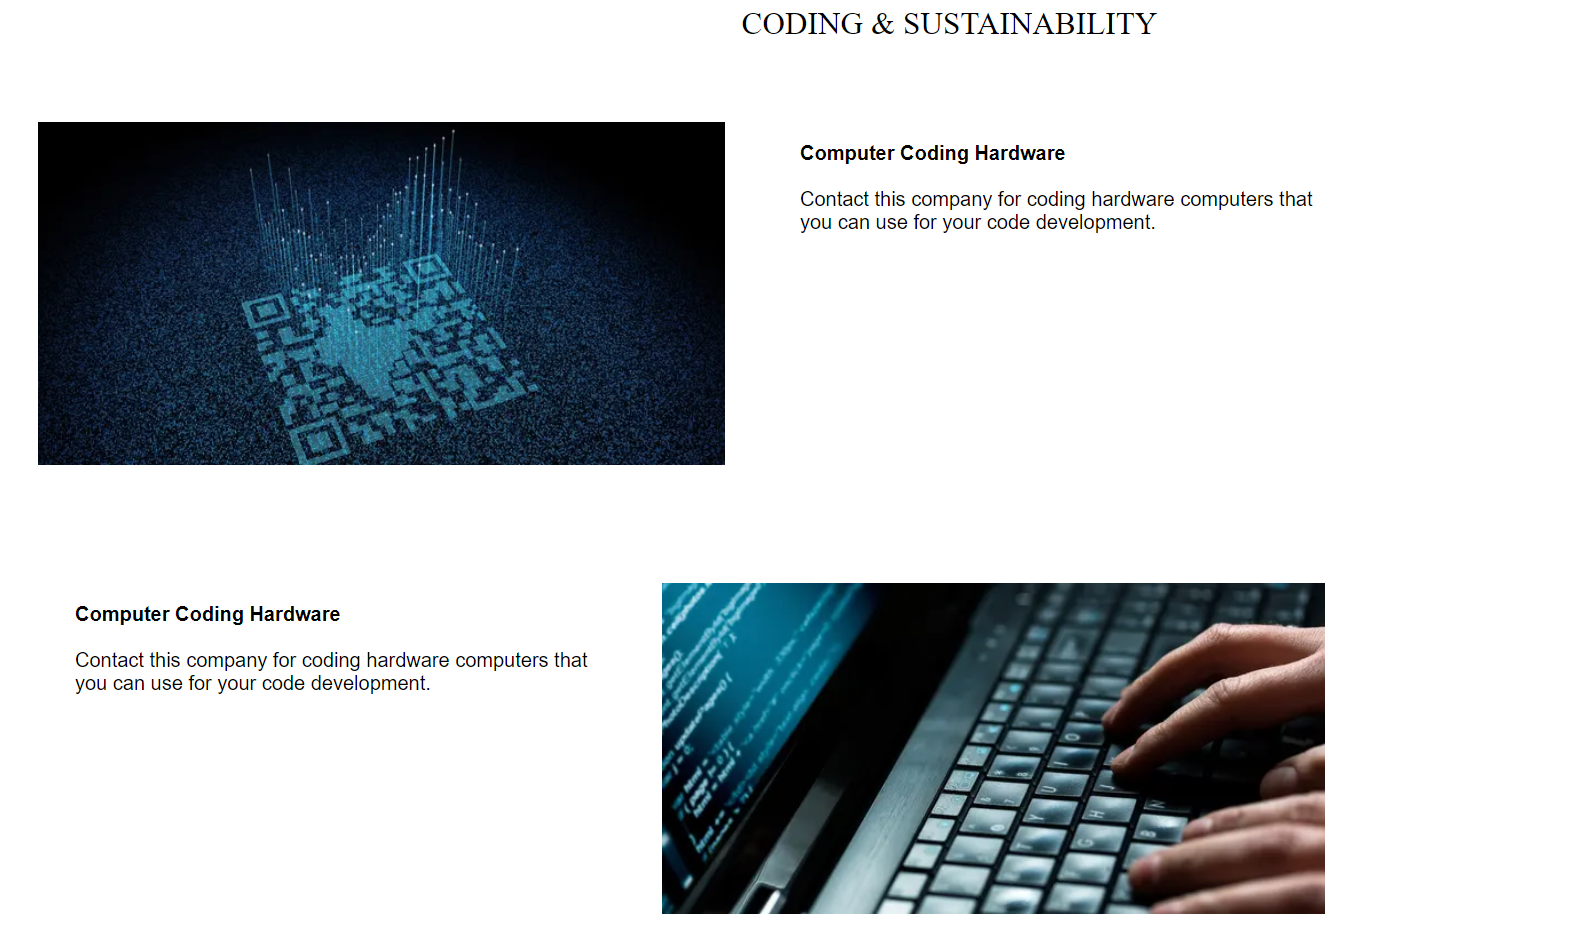 CODING & SUSTAINABILITY
Computer Coding Hardware
Contact this company for coding hardware computers that
you can use for your code development.
Computer Coding Hardware
Contact this company for coding hardware computers that
you can use for your code development.